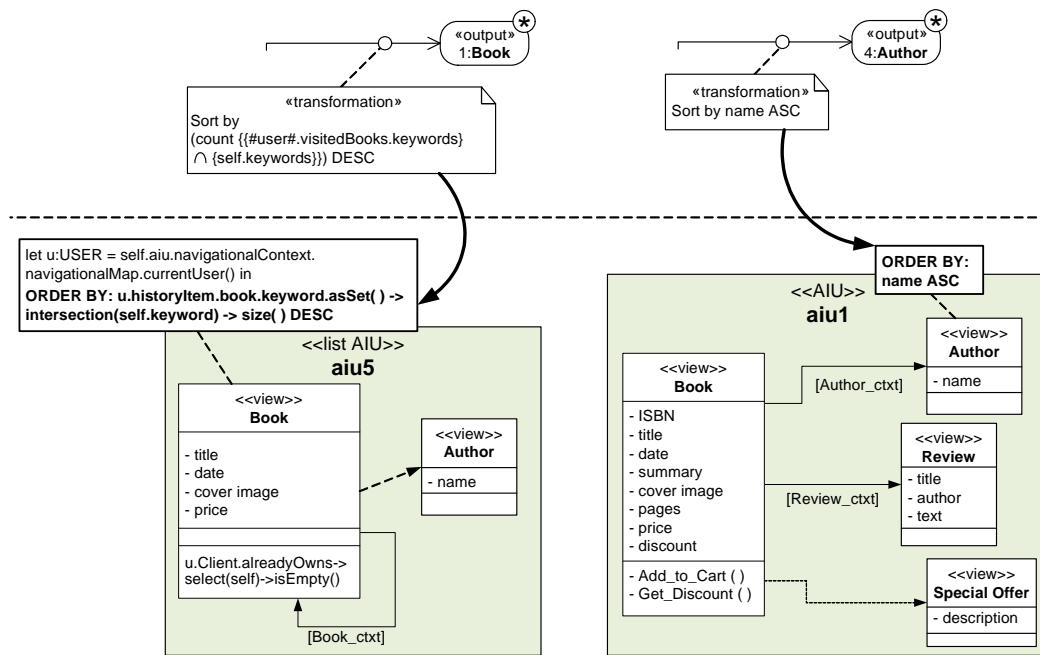 «output»
1:Book
*
«transformation»
Sort by
(count {{#user#.visitedBooks.keywords}
∩ {self.keywords}}) DESC
«output»
4:Author
*
«transformation»
Sort by name ASC
let u:USER = self.aiu.navigationalContext.
navigationalMap.currentUser() in
ORDER BY: u.historyItem.book.keyword.asSet( ) ->
intersection(self.keyword) -> size( ) DESC
<<list AIU>>
aiu5
<<view>>
Book
- title
- date
- cover image
- price
u.Client.alreadyOwns->
select(self)->isEmpty()
[Book_ctxt]
<<view>>
Author
- name
ORDER BY:
name ASC
<<AIU>>
aiu1
<<view>>
Book
- ISBN
- title
- date
- summary
- cover image
- pages
- price
- discount
- Add_to_Cart ( )
- Get_Discount ( )
[Author_ctxt]
<<view>>
Author
- name
[Review_ctxt]
<<view>>
Review
- title
- author
- text
<<view>>
Special Offer
- description